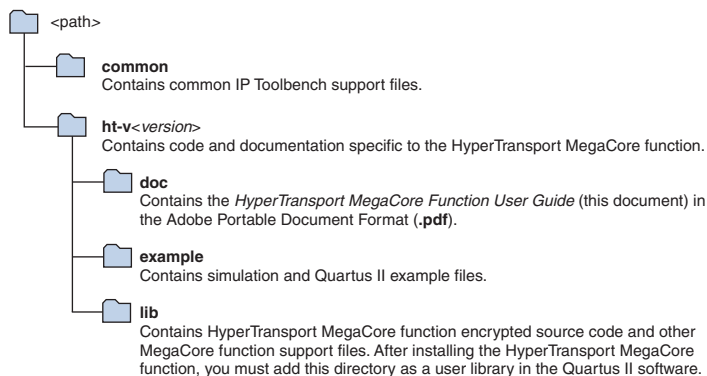 <path>
common
Contains common IP Toolbench support files.
ht-v<version>
Contains code and documentation specific to the HyperTransport MegaCore function.
doc
Contains the HyperTransport MegaCore Function User Guide (this document) in
the Adobe Portable Document Format (.pdf).
example
Contains simulation and Quartus II example files.
lib
Contains HyperTransport MegaCore function encrypted source code and other
MegaCore function support files. After installing the HyperTransport MegaCore
function, you must add this directory as a user library in the Quartus II software.